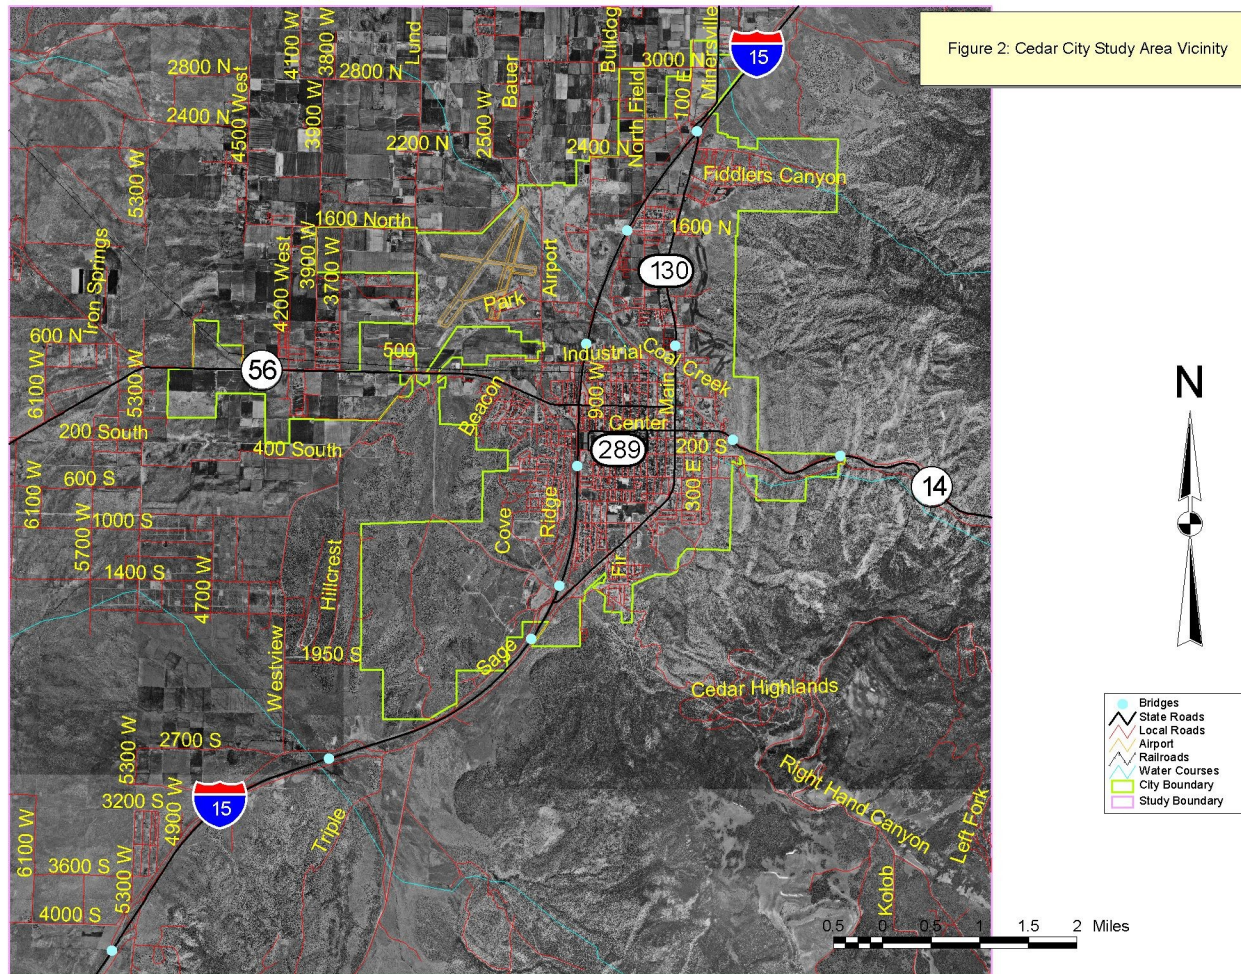 Figure 2: Cedar City Study Area Vicinity
15
2800 N
4100 W
3800 W
2800 N
Lund
Bauer
Bulldog
3000 N
Minersville
100 E
North Field
2400 N
4500 West
3900 W
2200 N
2500 W
2400 N
5300 W
Fiddlers Canyon
1600 North
1600 N
Iron Springs
4200 West
3900 W
3700 W
Airport
130
Park
600 N
500
Industrial
Coal Creek
6100 W
5300 W
56
Beacon
900 W
Main
Center
200 South
400 South
289
200 S
600 S
300 E
14
N
6100 W
1000 S
5700 W
Cove
Ridge
1400 S
4700 W
Hillcrest
Fir
1950 S
Westview
Sage
Cedar Highlands
2700 S
5300 W
15
3200 S
4900 W
Right Hand Canyon
6100 W
Triple
Left Fork
3600 S
5300 W
Kolob
4000 S
Bridges
State Roads
Local Roads
Airport
Railroads
Water Courses
City Boundary
Study Boundary
0.5 0 0.5 1 1.5 2 Miles